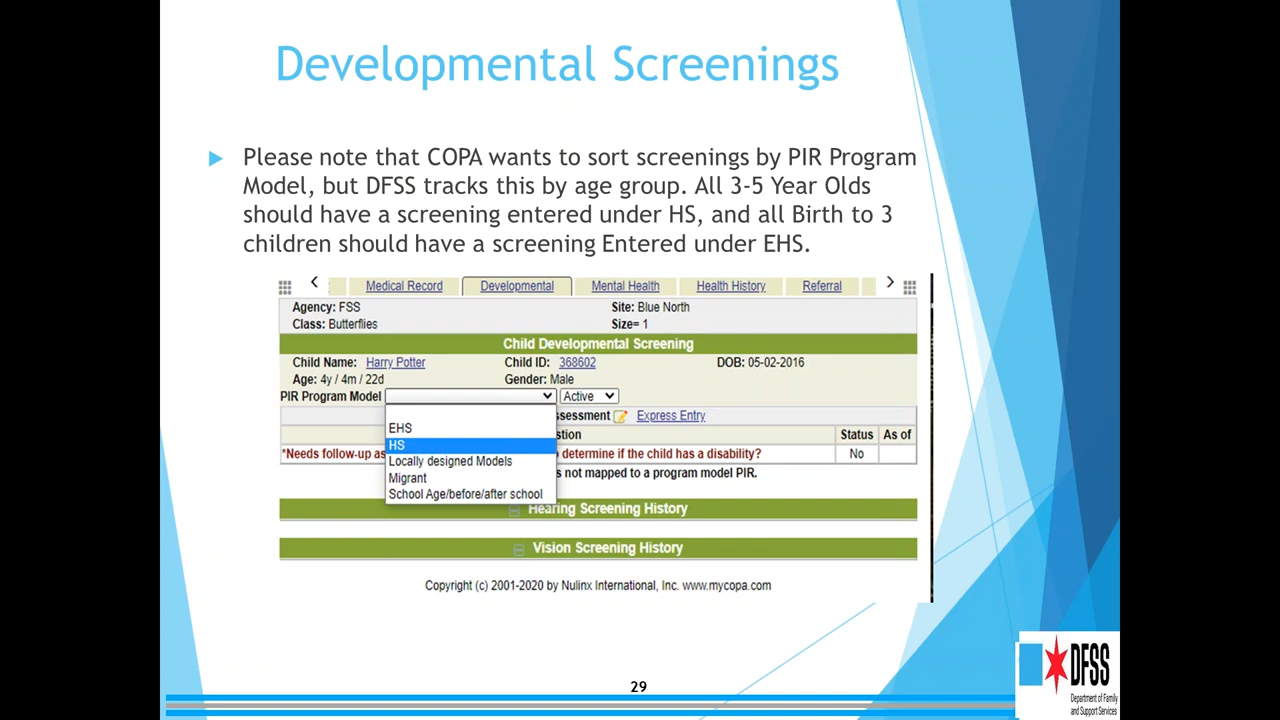 Developmental Screenings
Please note that COPA wants to sort screenings by PIR Program
Model, but DFSS tracks this by age group. All 3-5 Year Olds
should have a screening entered under HS, and all Birth to 3
children should have a screening Entered under EHS.
Medical Record Developmental Mental Health Health History Referral
Agency: FSS Site: Blue North
Class: Butterflies Size= 1
Child Developmental Screening
Child Name: Harry Potter Child ID: 368602 DOB: 05-02-2016
Age: 4y / 4m / 22d Gender: Male
PIR Program Model Active
ssessment Express Entry
EHS
stion Status As of
HS
*Needs follow-up as determine if the child has a disability? No
Locally designed Models
s not mapped to a program model PIR.
Migrant
School Age/before/after school
Hearing Screening History
Vision Screening History
Copyright (c) 2001-2020 by Nulinx International, Inc. www.mycopa.com
29
DFSS
Department of Family
and Support Services